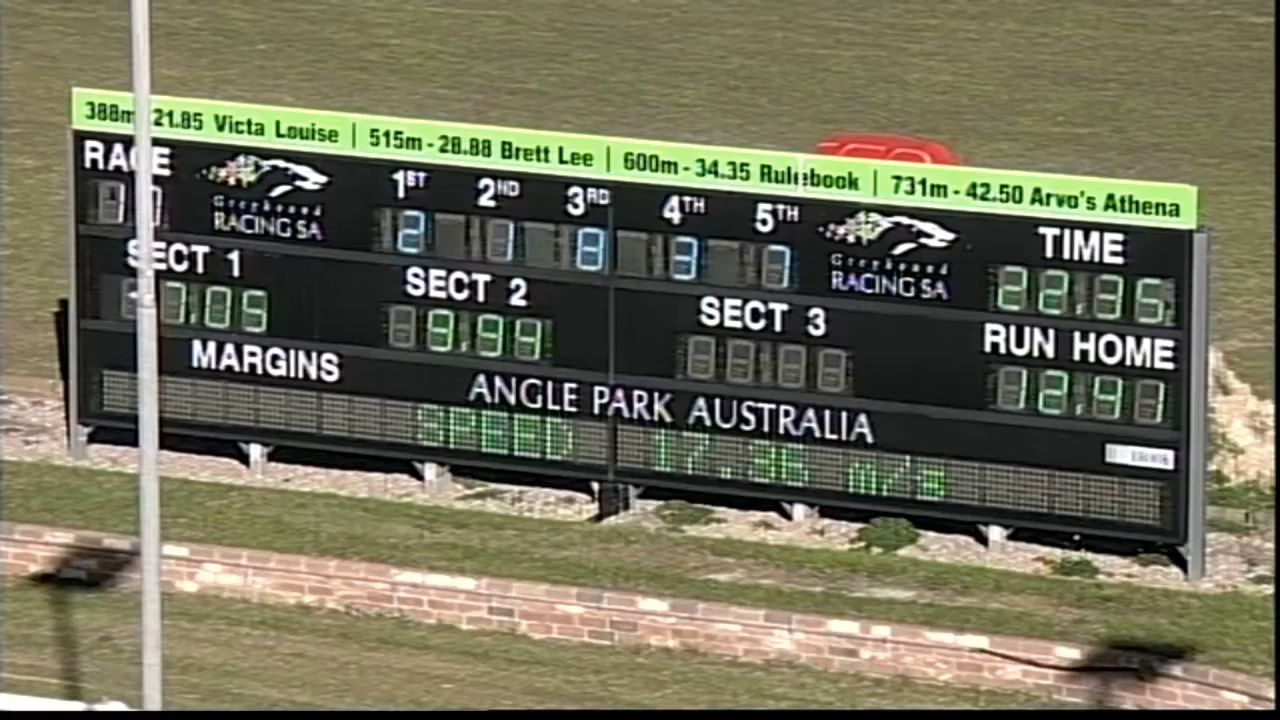 388m 21.85 Victa Louise | 515m - 28.88 Brett Lee | 600m - 34.35 Rulebook | 731m - 42.50 Arvo's Athena
RACE Greyhound RACING SA 1ST 2ND 3RD 4TH 5TH Greyhound RACING SA TIME
2 1 8 3 7 22.35
SECT 1 SECT 2 SECT 3 RUN HOME
7.05 9.94 12.91
MARGINS
ANGLE PARK AUSTRALIA
SPEED 17.36 m/s